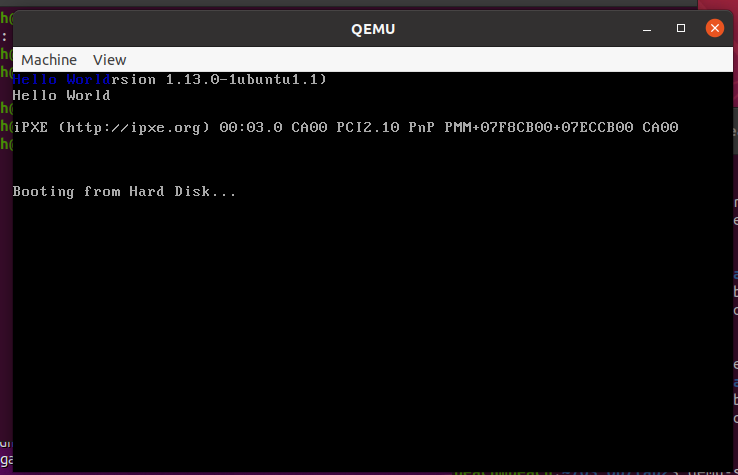 QEMU
Machine View
Hello Worldrsion 1.13.0-1ubuntu1.1)
Hello World
iPXE (http://ipxe.org) 00:03.0 CA00 PCI2.10 PnP PMM+07F8CB00+07ECCB00 CA00
Booting from Hard Disk...